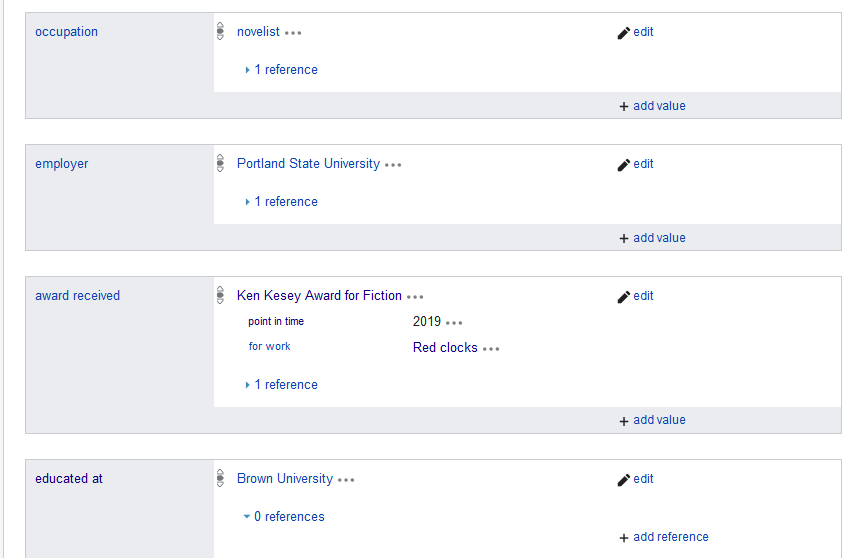 occupation
novelist
edit
1 reference
+ add value
employer
Portland State University
edit
1 reference
+ add value
award received
Ken Kesey Award for Fiction
edit
point in time
2019
for work
Red clocks
1 reference
+ add value
educated at
Brown University
edit
0 references
+ add reference